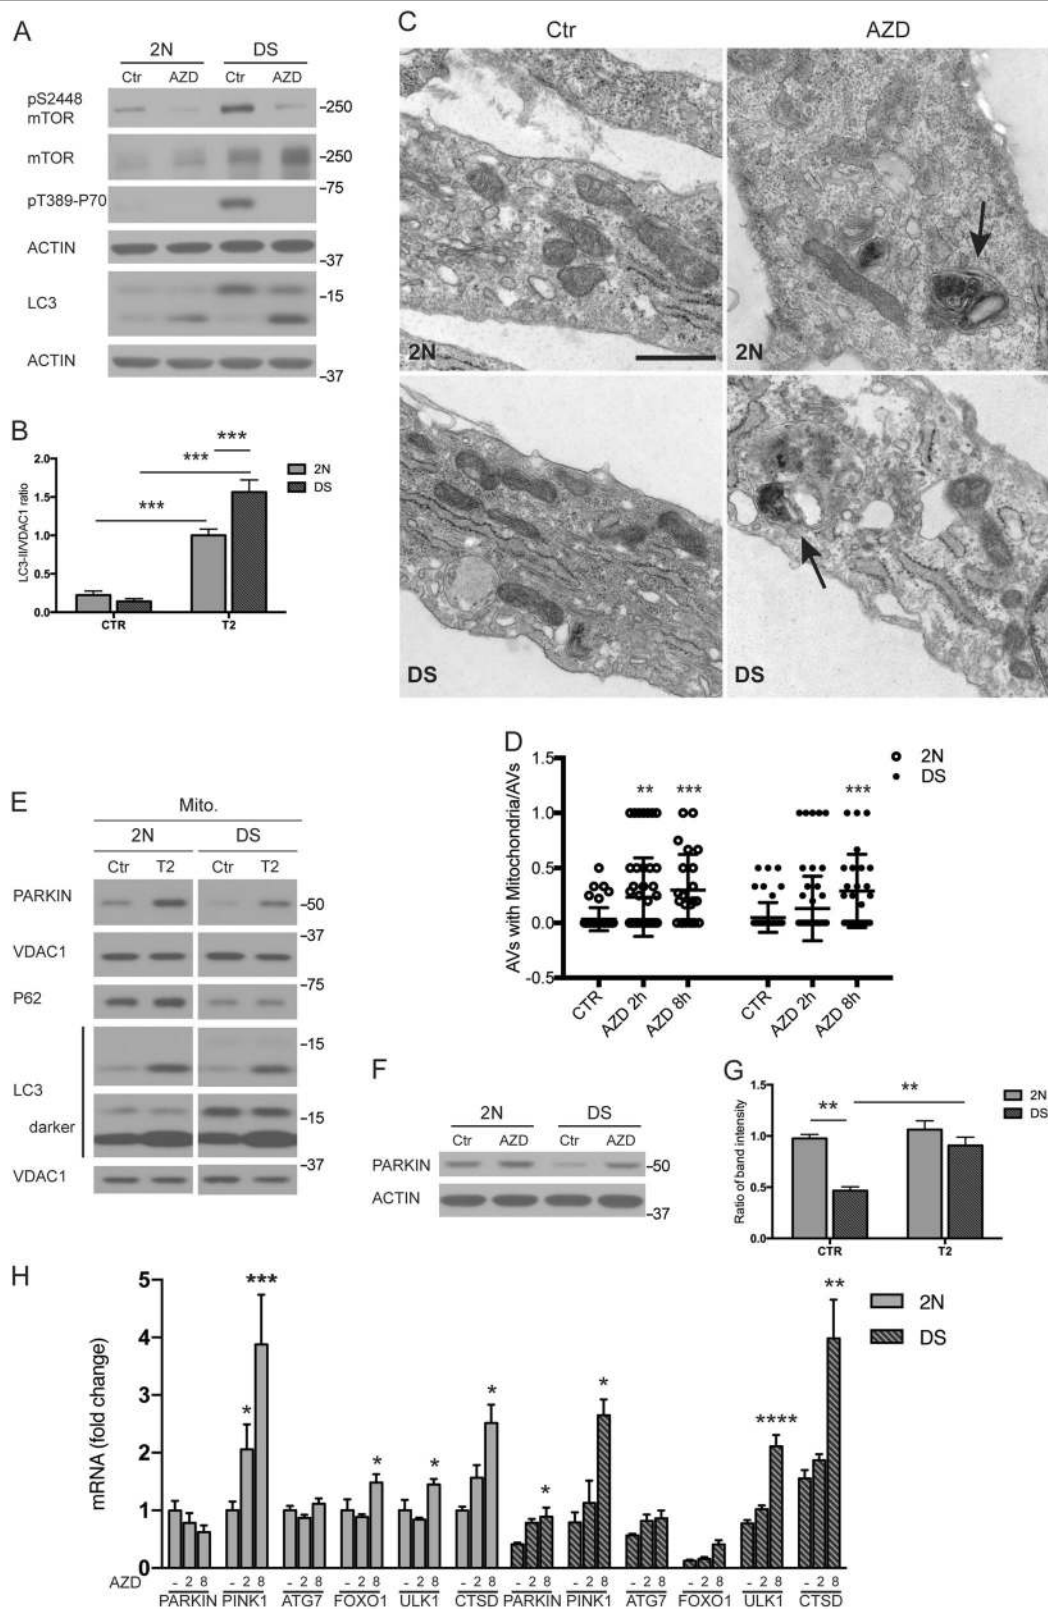 A
2N DS
Ctr AZD Ctr AZD
pS2448
mTOR
–250
mTOR
–250
–75
pT389-P70
ACTIN
–37
–15
LC3
ACTIN
–37
B
***
***
***
2.0
1.5
1.0
0.5
0.0
LC3-II/VDAC1 ratio
CTR T2
2N
DS
C
Ctr AZD
2N 2N
DS DS
D
1.5
1.0
0.5
0.0
-0.5
AVs with Mitochondria/AVs
** *** ***
2N
DS
CTR AZD 2h AZD 8h CTR AZD 2h AZD 8h
E
Mito.
2N DS
Ctr T2 Ctr T2
PARKIN
–50
–37
VDAC1
–75
P62
–15
LC3
darker
–15
–37
VDAC1
F
2N DS
Ctr AZD Ctr AZD
PARKIN
–50
ACTIN
–37
G
1.5
1.0
0.5
0.0
Ratio of band intensity
**
**
CTR T2
2N
DS
H
5
4
3
2
1
0
mRNA (fold change)
* *** * * * * * **** **
2N
DS
AZD - 2 8 - 2 8 - 2 8 - 2 8 - 2 8 - 2 8 - 2 8 - 2 8 - 2 8 - 2 8 - 2 8 - 2 8
PARKIN PINK1 ATG7 FOXO1 ULK1 CTSD PARKIN PINK1 ATG7 FOXO1 ULK1 CTSD